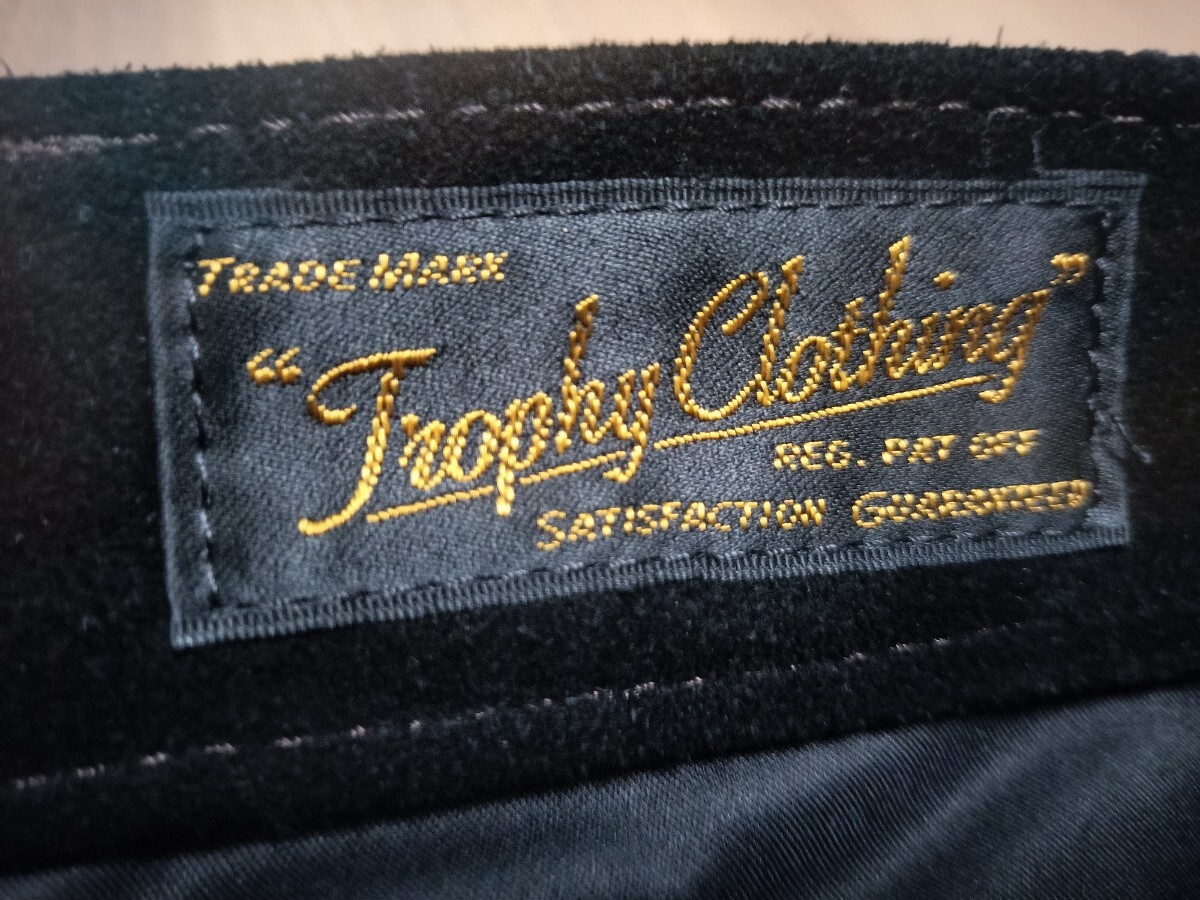 TRADE MARK
“Trophy Clothing”
REG. PAT OFF
SATISFACTION GUARANTEED